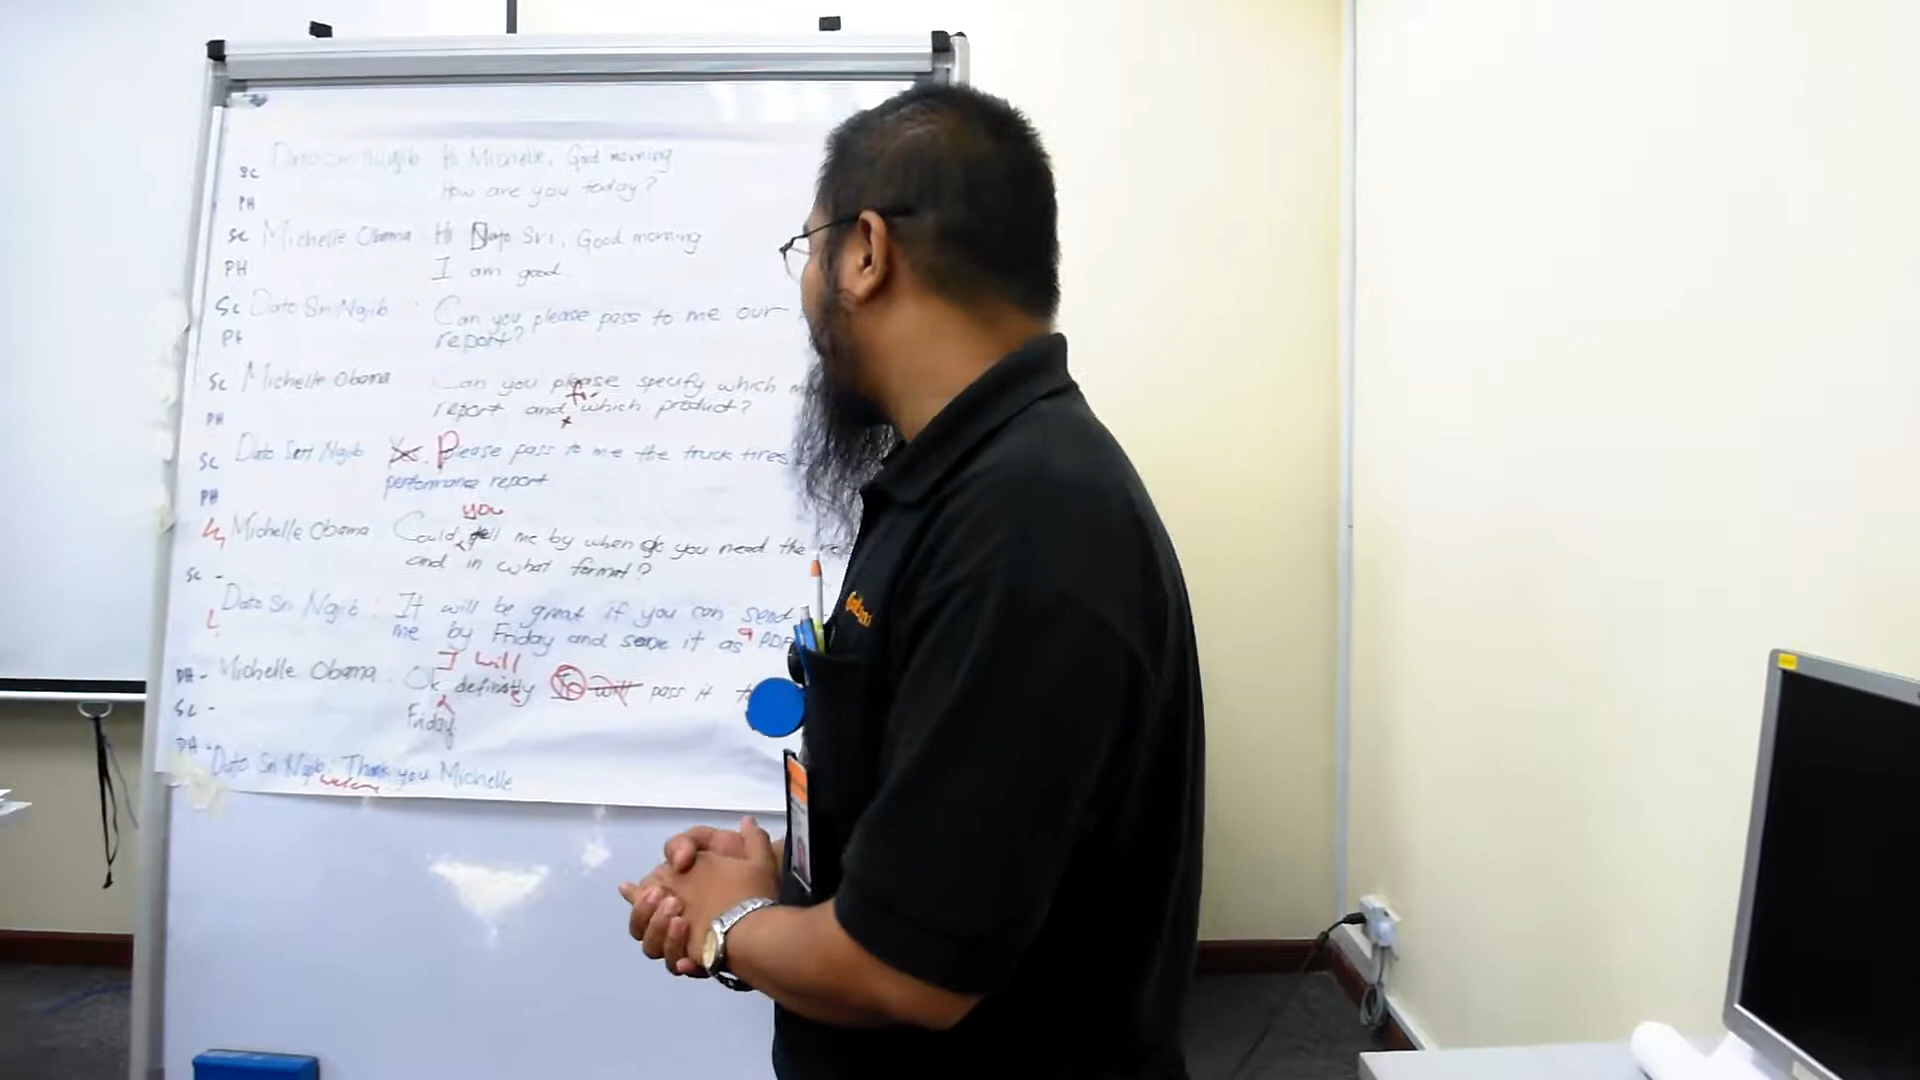 Sc Dato Sri Najib Hi Michelle, Good morning
PH How are you today?
Sc Michelle Obama Hi Dato Sri, Good morning
PH I am good
Sc Dato Sri Najib : Can you please pass to me our
PH report?
Sc Michelle Obama Can you please specify which
PH report and which product?
Sc Dato Sri Najib Yes, Please pass to me the truck tires
PH performance report
you
Michelle Obama Could tell me by when do you need the
Sc - and in what format?
Dato Sri Najib : It will be great if you can send
me by Friday and save it as a PDF
I will
PH - Michelle Obama : Ok definitely pass it
Sc - Friday
PH - Dato Sri Najib : Thank you Michelle
welcome